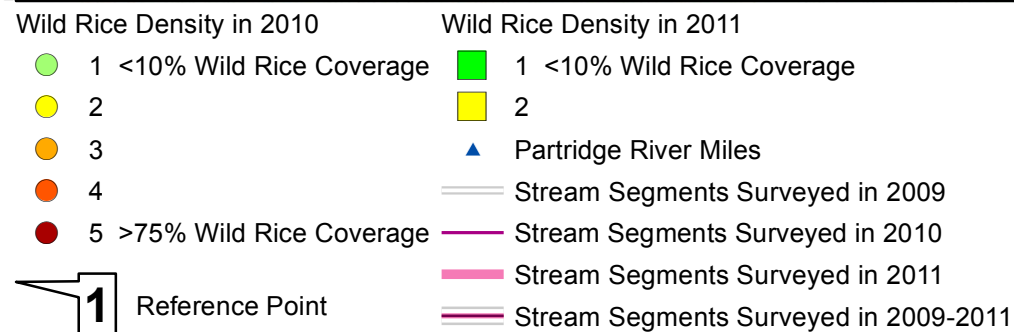 Wild Rice Density in 2010
1 <10% Wild Rice Coverage
2
3
4
5 >75% Wild Rice Coverage
1 Reference Point
Wild Rice Density in 2011
1 <10% Wild Rice Coverage
2
Partridge River Miles
Stream Segments Surveyed in 2009
Stream Segments Surveyed in 2010
Stream Segments Surveyed in 2011
Stream Segments Surveyed in 2009-2011